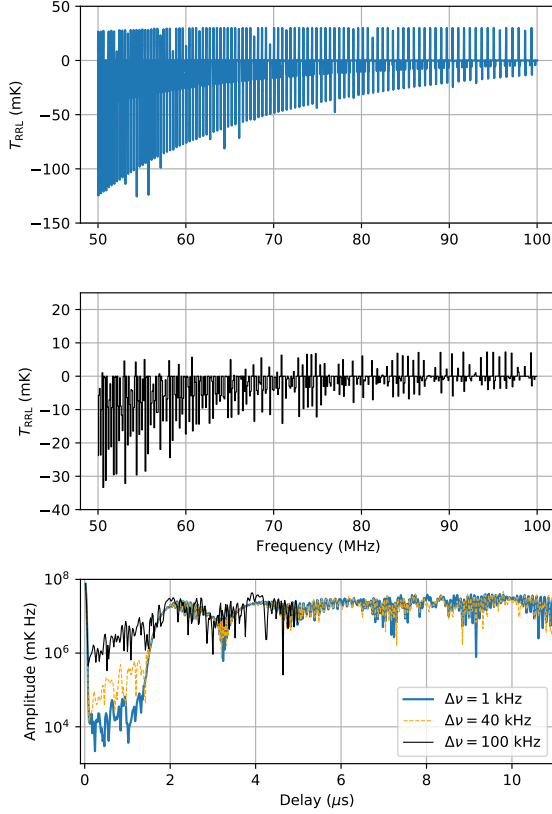 50
0
−50
−100
−150
T_RRL (mK)
50 60 70 80 90 100
20
10
0
−10
−20
−30
−40
T_RRL (mK)
50 60 70 80 90 100
Frequency (MHz)
10^8
10^6
10^4
Amplitude (mK Hz)
Δν = 1 kHz
Δν = 40 kHz
Δν = 100 kHz
0 2 4 6 8 10
Delay (μs)